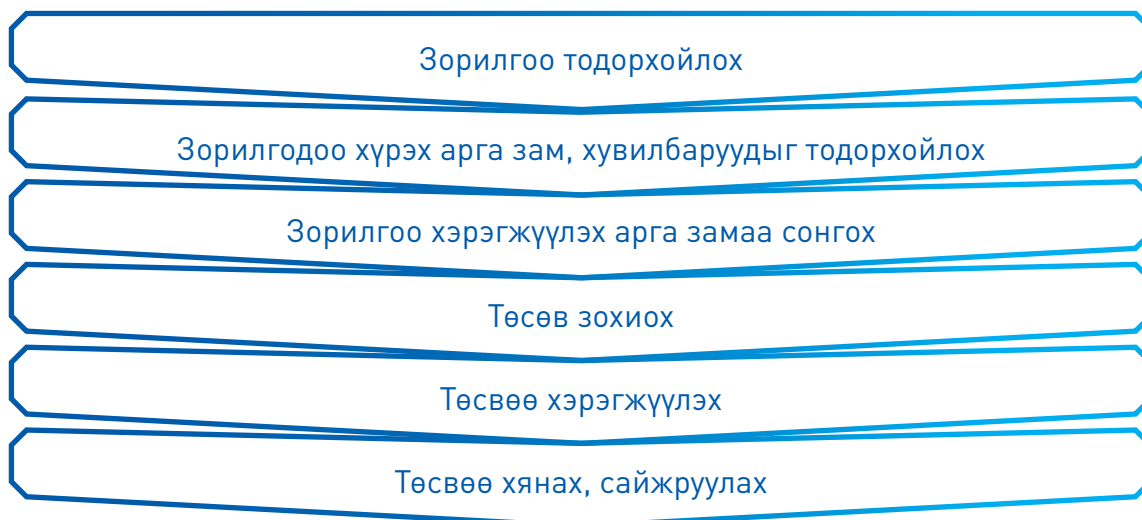 Зорилгоо тодорхойлох
Зорилгодоо хүрэх арга зам, хувилбаруудыг тодорхойлох
Зорилгоо хэрэгжүүлэх арга замаа сонгох
Төсөв зохиох
Төсвөө хэрэгжүүлэх
Төсвөө хянах, сайжруулах